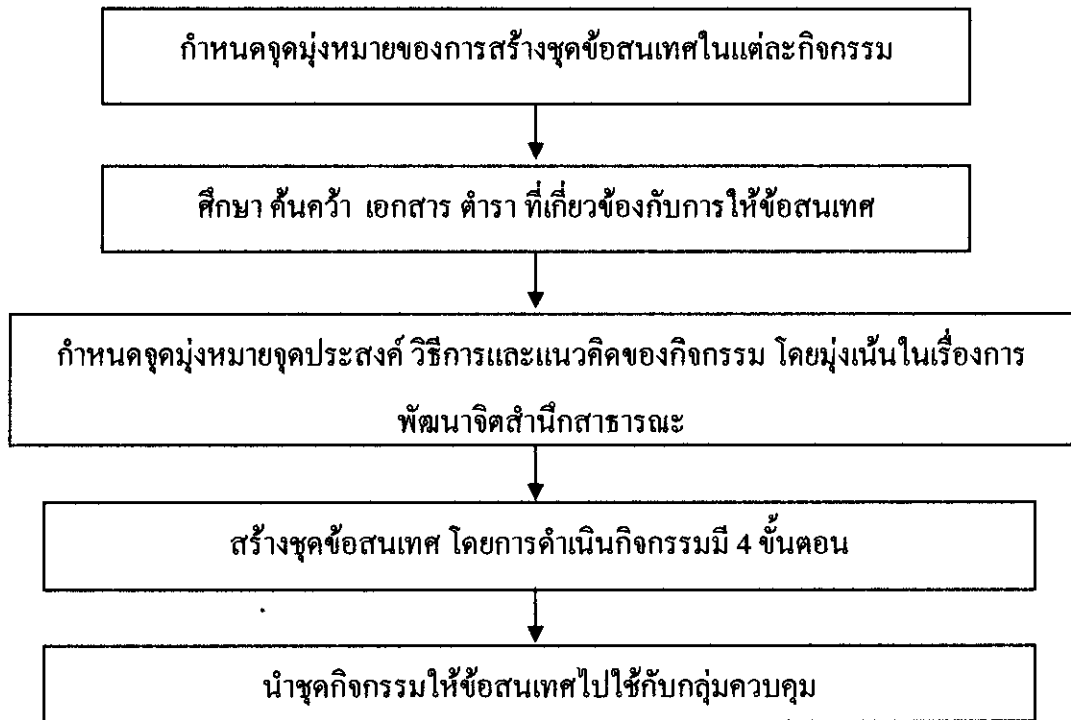 กำหนดจุดมุ่งหมายของการสร้างชุดข้อสนเทศในแต่ละกิจกรรม
ศึกษา ค้นคว้า เอกสาร ตำรา ที่เกี่ยวข้องกับการให้ข้อสนเทศ
กำหนดจุดมุ่งหมายจุดประสงค์ วิธีการและแนวคิดของกิจกรรม โดยมุ่งเน้นในเรื่องการ
พัฒนาจิตสำนึกสาธารณะ
สร้างชุดข้อสนเทศ โดยการดำเนินกิจกรรมมี 4 ขั้นตอน
นำชุดกิจกรรมให้ข้อสนเทศไปใช้กับกลุ่มควบคุม